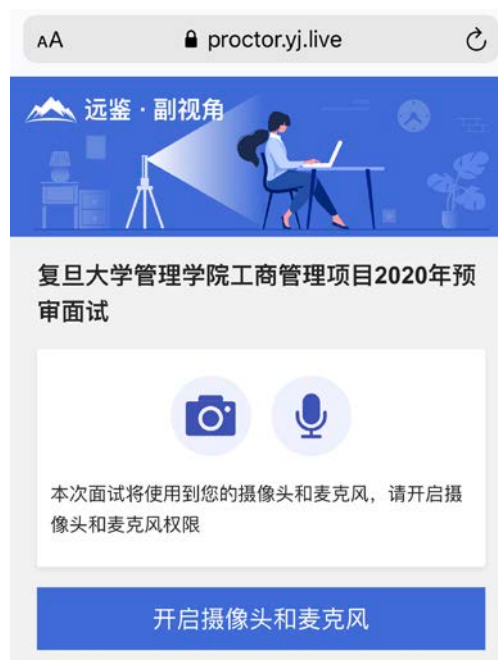 AA proctor.yj.live
远鉴·副视角
复旦大学管理学院工商管理项目2020年预
审面试
本次面试将使用到您的摄像头和麦克风，请开启摄
像头和麦克风权限
开启摄像头和麦克风